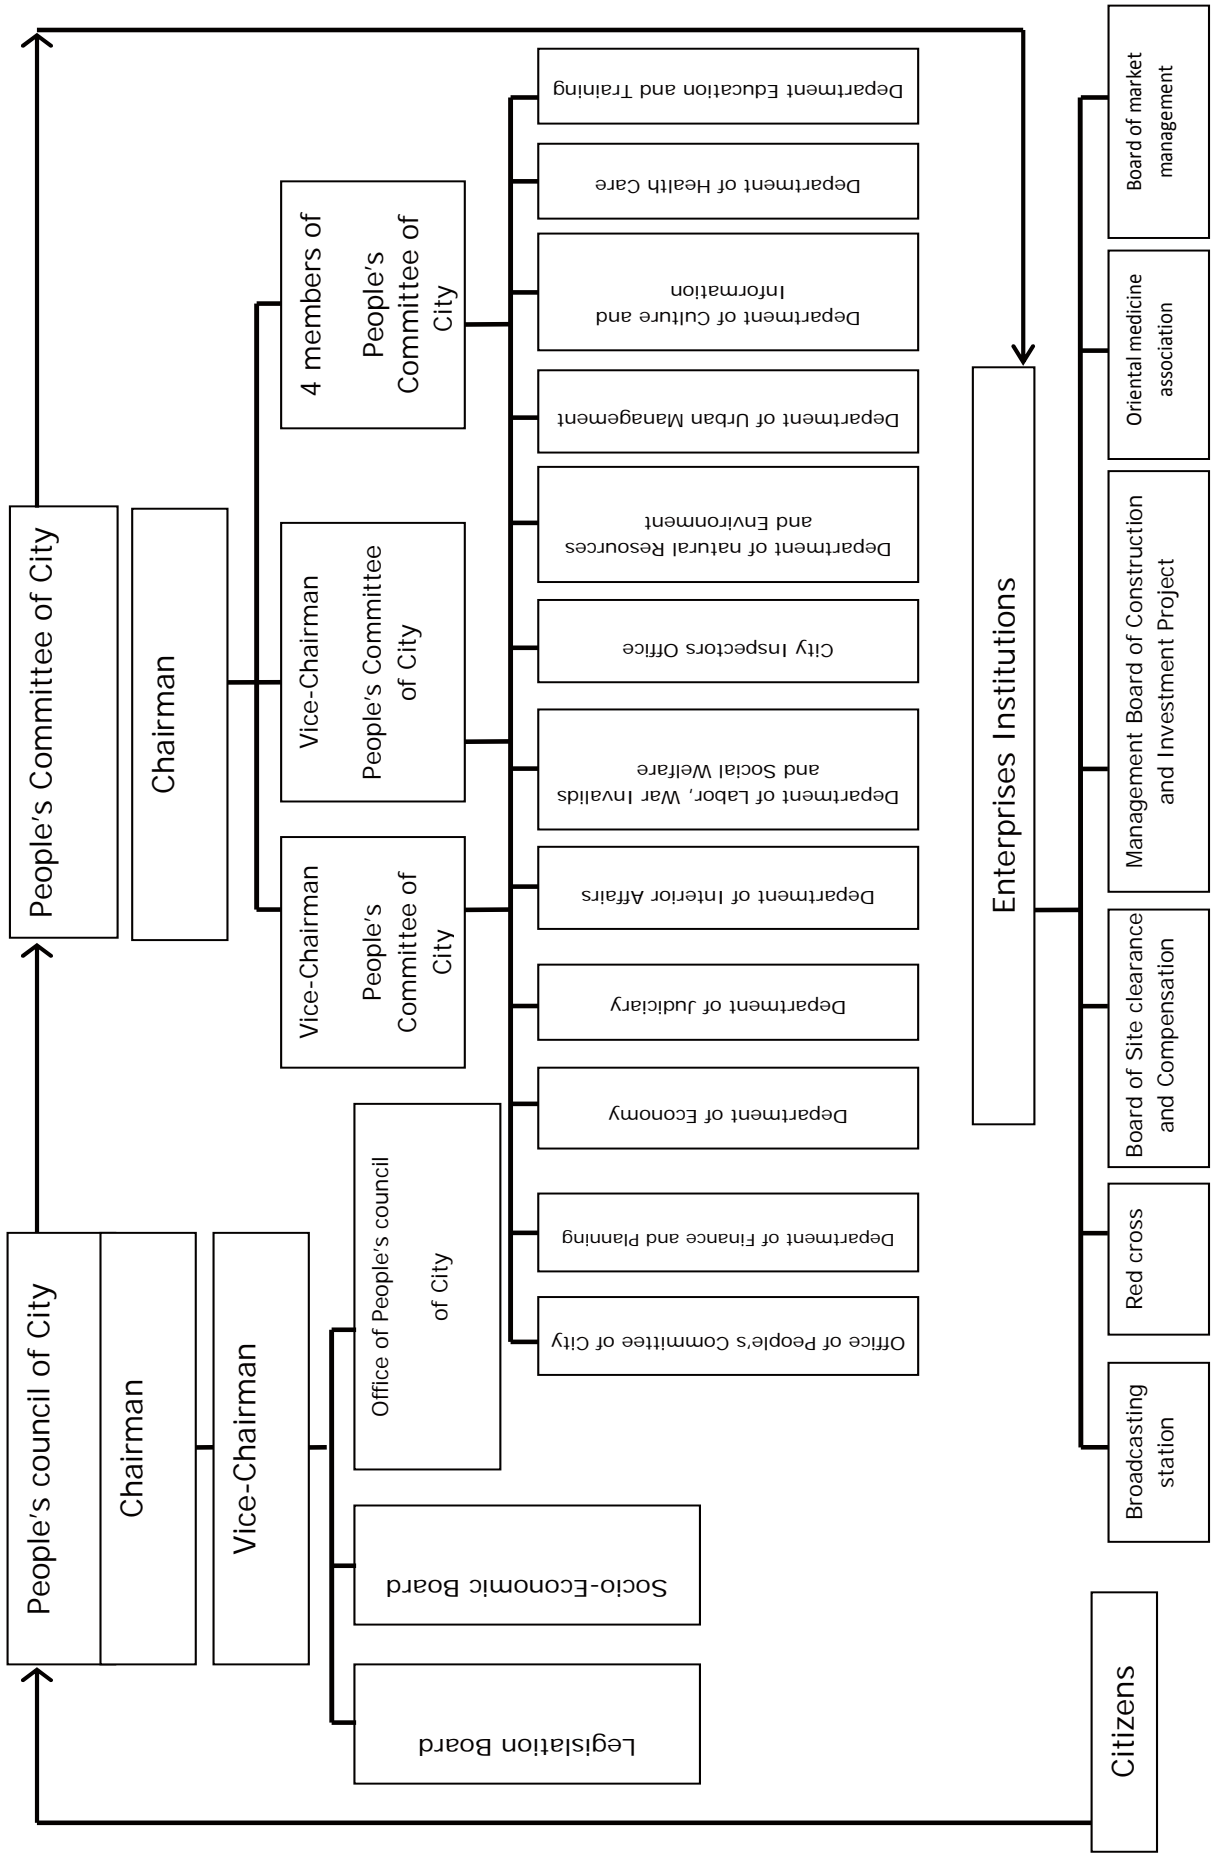 People's council of City
Chairman
Vice-Chairman
Legislation Board
Socio-Economic Board
Office of People's council
of City
People's Committee of City
Chairman
Vice-Chairman
People's
Committee of
City
Vice-Chairman
People's Committee
of City
4 members of
People's
Committee of
City
Office of People's Committee of City
Department of Finance and Planning
Department of Economy
Department of Judiciary
Department of Interior Affairs
Department of Labor, War Invalids
and Social Welfare
City Inspectors Office
Department of natural Resources
and Environment
Department of Urban Management
Department of Culture and
Information
Department of Health Care
Department Education and Training
Enterprises Institutions
Citizens
Broadcasting
station
Red cross
Board of Site clearance
and Compensation
Management Board of Construction
and Investment Project
Oriental medicine
association
Board of market
management